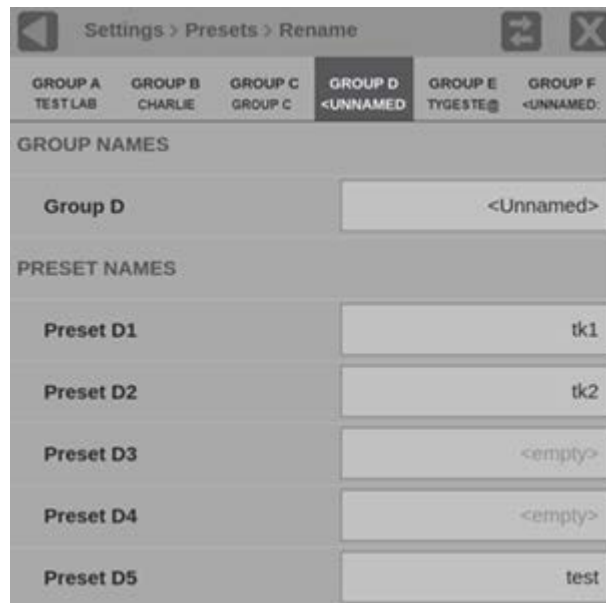 Settings > Presets > Rename
GROUP A GROUP B GROUP C GROUP D GROUP E GROUP F
TEST LAB CHARLIE GROUP C <UNNAMED TYGESTE@ <UNNAMED:
GROUP NAMES
Group D <Unnamed>
PRESET NAMES
Preset D1 tk1
Preset D2 tk2
Preset D3 <empty>
Preset D4 <empty>
Preset D5 test